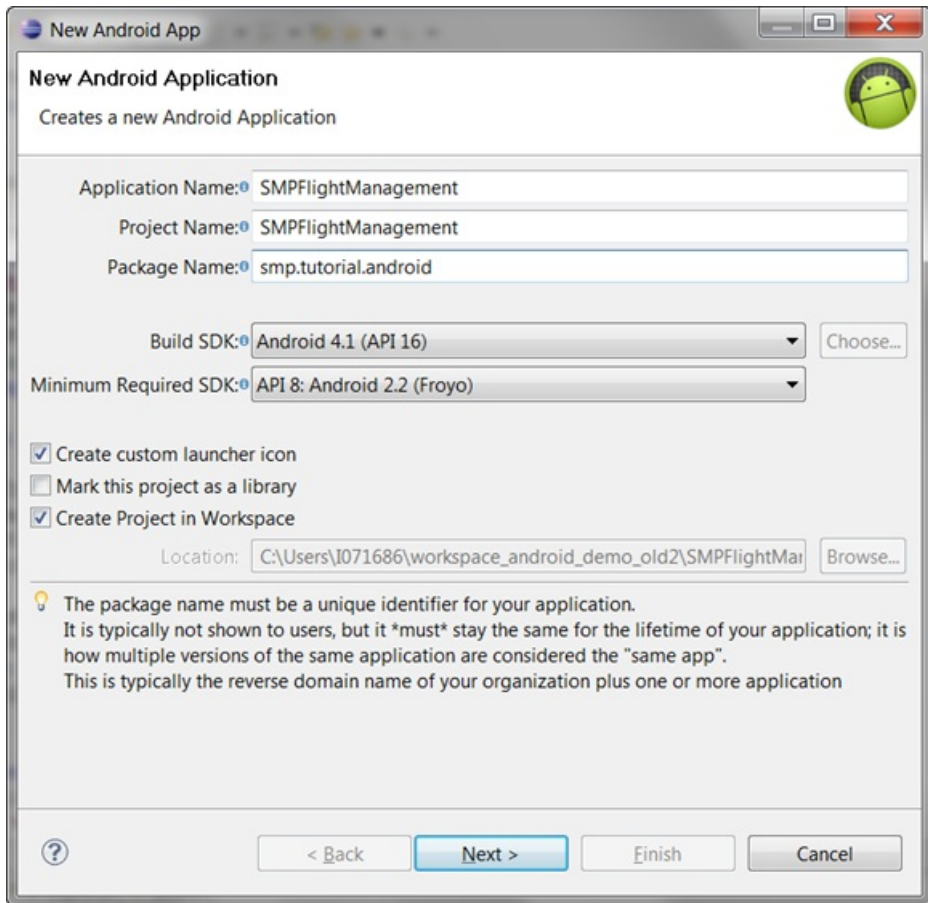 New Android App
New Android Application
Creates a new Android Application
Application Name: SMPFlightManagement
Project Name: SMPFlightManagement
Package Name: smp.tutorial.android
Build SDK: Android 4.1 (API 16) Choose...
Minimum Required SDK: API 8: Android 2.2 (Froyo)
Create custom launcher icon
Mark this project as a library
Create Project in Workspace
Location: C:\Users\I071686\workspace_android_demo_old2\SMPFlightMar Browse...
The package name must be a unique identifier for your application.
It is typically not shown to users, but it *must* stay the same for the lifetime of your application; it is
how multiple versions of the same application are considered the "same app".
This is typically the reverse domain name of your organization plus one or more application
< Back Next > Finish Cancel